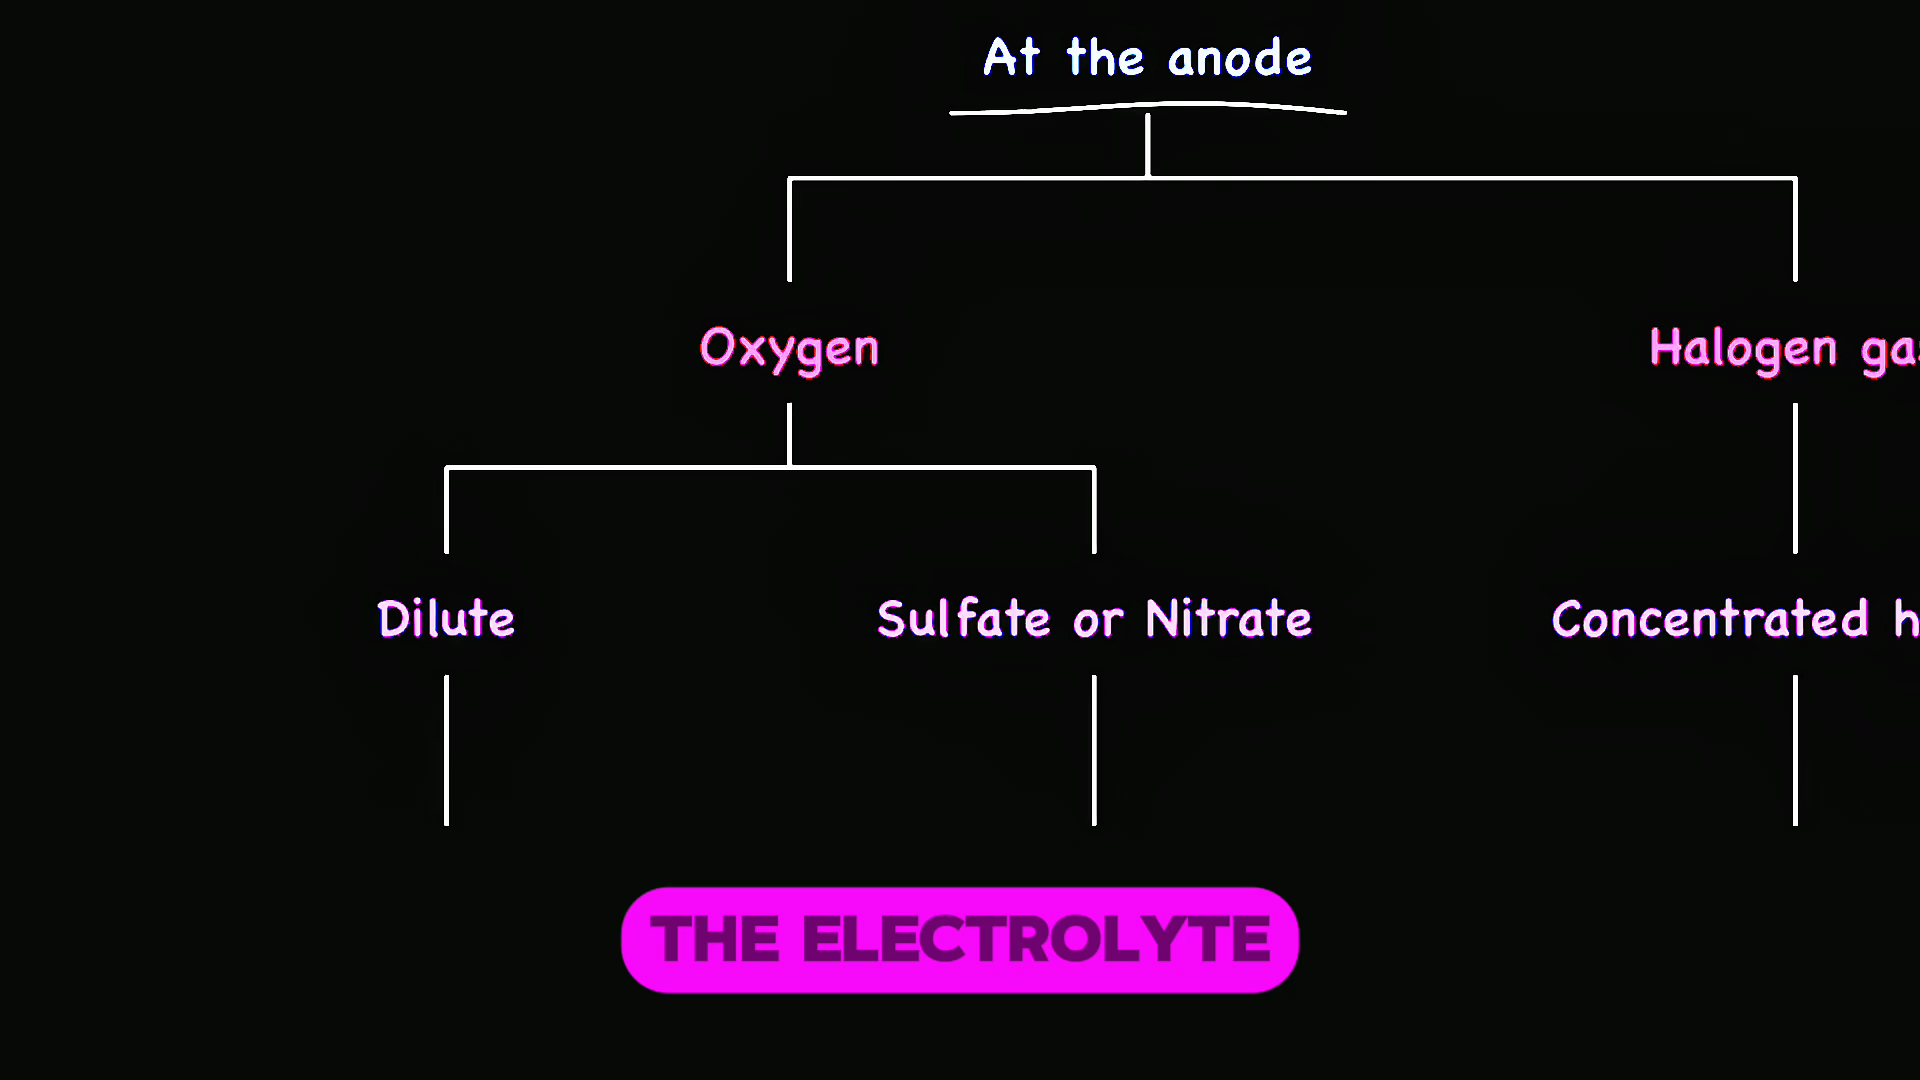 At the anode
Oxygen
Halogen
Dilute
Sulfate or Nitrate
Concentrated
THE ELECTROLYTE